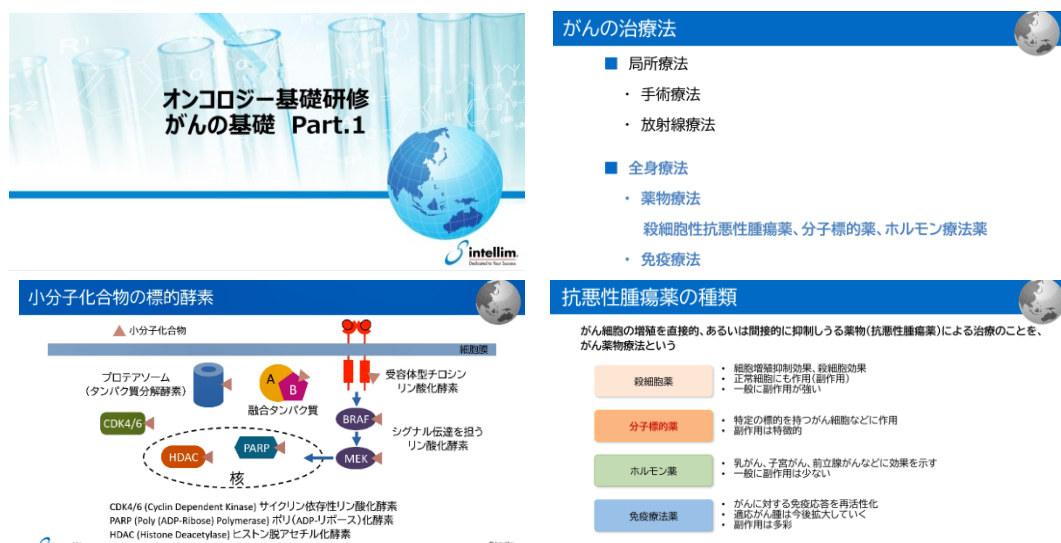 オンコロジー基礎研修
がんの基礎 Part.1
intellim
Dedicated to Your Success
がんの治療法
■ 局所療法
・ 手術療法
・ 放射線療法
■ 全身療法
・ 薬物療法
殺細胞性抗悪性腫瘍薬、分子標的薬、ホルモン療法薬
・ 免疫療法
小分子化合物の標的酵素
小分子化合物
細胞膜
プロテアソーム
(タンパク質分解酵素)
A
B
融合タンパク質
受容体型チロシン
リン酸化酵素
CDK4/6
BRAF
シグナル伝達を担う
リン酸化酵素
HDAC
PARP
MEK
核
CDK4/6 (Cyclin Dependent Kinase) サイクリン依存性リン酸化酵素
PARP (Poly (ADP-Ribose) Polymerase) ポリ(ADP-リボース)化酵素
HDAC (Histone Deacetylase) ヒストン脱アセチル化酵素
抗悪性腫瘍薬の種類
がん細胞の増殖を直接的、あるいは間接的に抑制しうる薬物(抗悪性腫瘍薬)による治療のことを、
がん薬物療法という
殺細胞薬
・ 細胞増殖抑制効果、殺細胞効果
・ 正常細胞にも作用(副作用)
・ 一般に副作用が強い
分子標的薬
・ 特定の標的を持つがん細胞などに作用
・ 副作用は特徴的
ホルモン薬
・ 乳がん、子宮がん、前立腺がんなどに効果を示す
・ 一般に副作用は少ない
免疫療法薬
・ がんに対する免疫応答を再活性化
・ 適応がん腫は今後拡大していく
・ 副作用は多彩